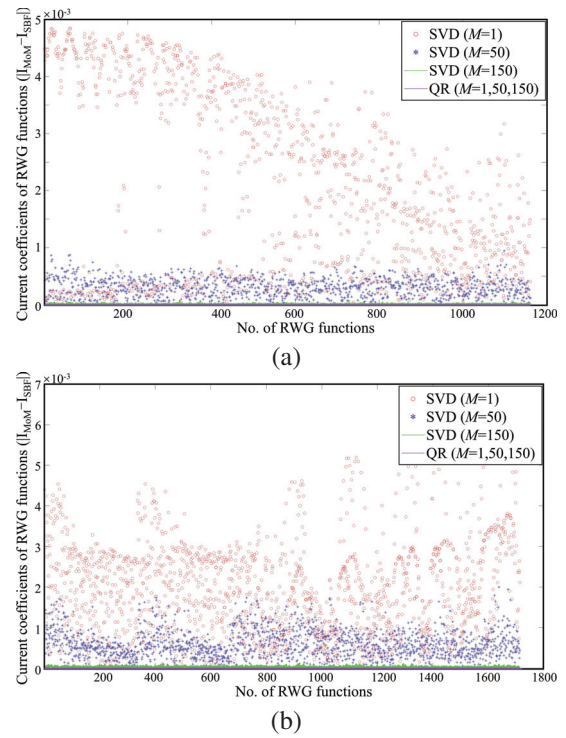 ×10⁻³
5
4
3
2
1
0
Current coefficients of RWG functions (|I_MoM−I_SBF|)
SVD (M=1)
SVD (M=50)
SVD (M=150)
QR (M=1,50,150)
200 400 600 800 1000 1200
No. of RWG functions
(a)
×10⁻³
7
6
5
4
3
2
1
0
Current coefficients of RWG functions (|I_MoM−I_SBF|)
SVD (M=1)
SVD (M=50)
SVD (M=150)
QR (M=1,50,150)
200 400 600 800 1000 1200 1400 1600 1800
No. of RWG functions
(b)